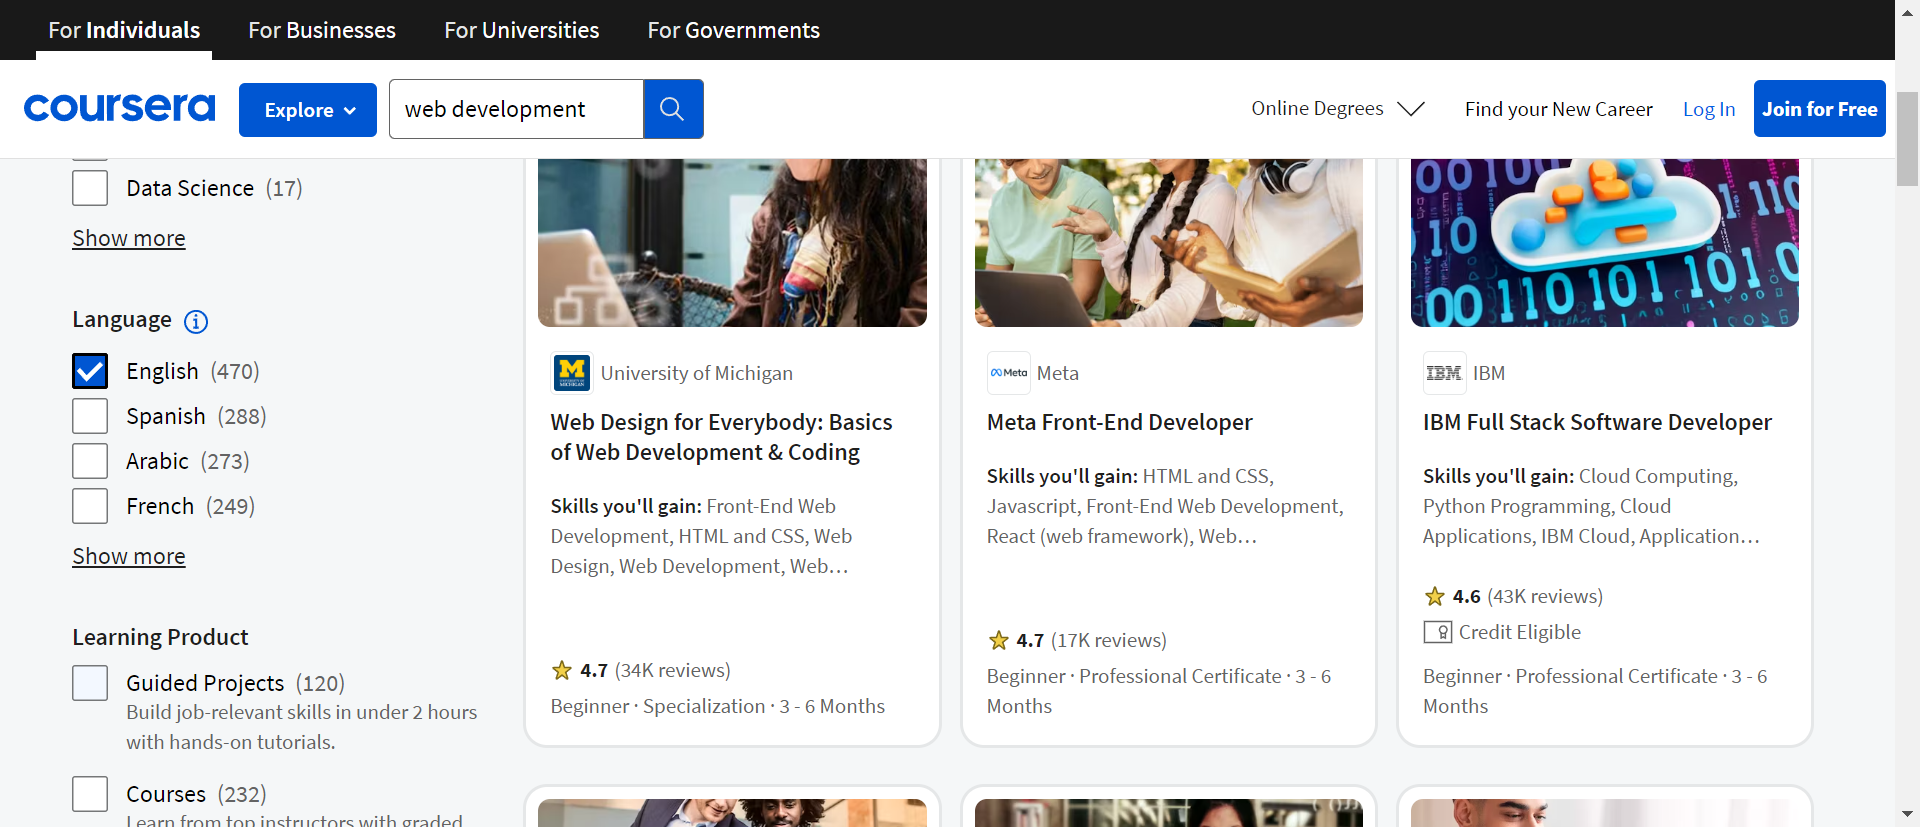 For Individuals
For Businesses
For Universities
For Governments
coursera
Explore
web development
Online Degrees
Find your New Career
Log In
Join for Free
Data Science (17)
Show more
Language
English (470)
Spanish (288)
Arabic (273)
French (249)
Show more
Learning Product
Guided Projects (120)
Build job-relevant skills in under 2 hours
with hands-on tutorials.
Courses (232)
Learn from top instructors with graded
University of Michigan
Web Design for Everybody: Basics
of Web Development & Coding
Skills you'll gain: Front-End Web
Development, HTML and CSS, Web
Design, Web Development, Web…
4.7 (34K reviews)
Beginner · Specialization · 3 - 6 Months
Meta
Meta
Meta Front-End Developer
Skills you'll gain: HTML and CSS,
Javascript, Front-End Web Development,
React (web framework), Web…
4.7 (17K reviews)
Beginner · Professional Certificate · 3 - 6
Months
IBM
IBM
IBM Full Stack Software Developer
Skills you'll gain: Cloud Computing,
Python Programming, Cloud
Applications, IBM Cloud, Application…
4.6 (43K reviews)
Credit Eligible
Beginner · Professional Certificate · 3 - 6
Months